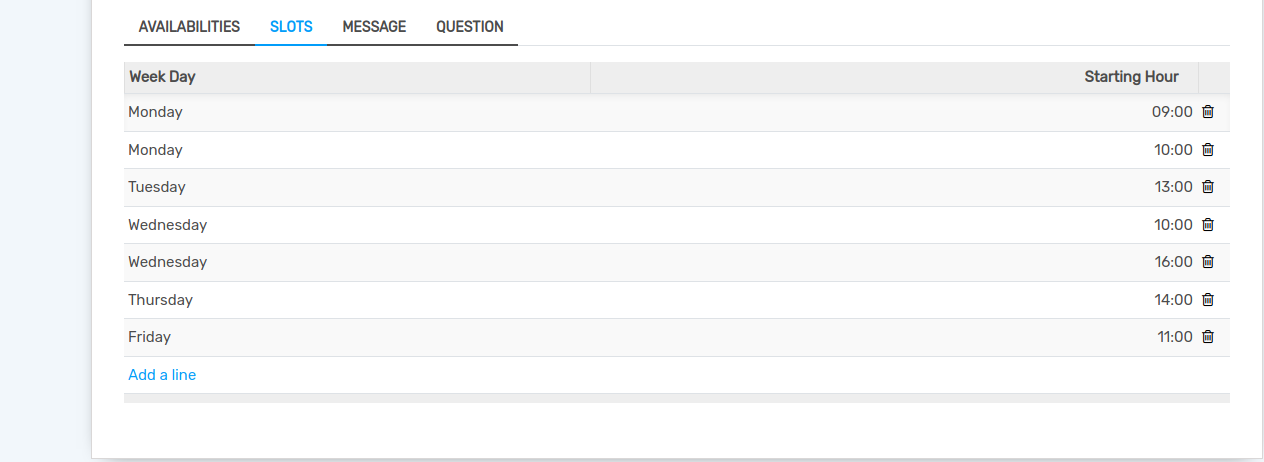 AVAILABILITIES SLOTS MESSAGE QUESTION
Week Day Starting Hour
Monday 09:00
Monday 10:00
Tuesday 13:00
Wednesday 10:00
Wednesday 16:00
Thursday 14:00
Friday 11:00
Add a line